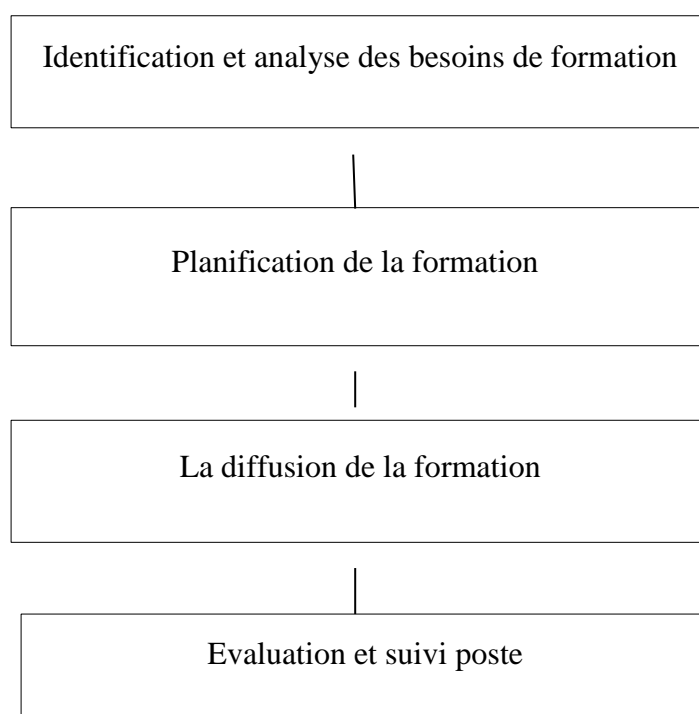 Identification et analyse des besoins de formation
Planification de la formation
La diffusion de la formation
Evaluation et suivi poste